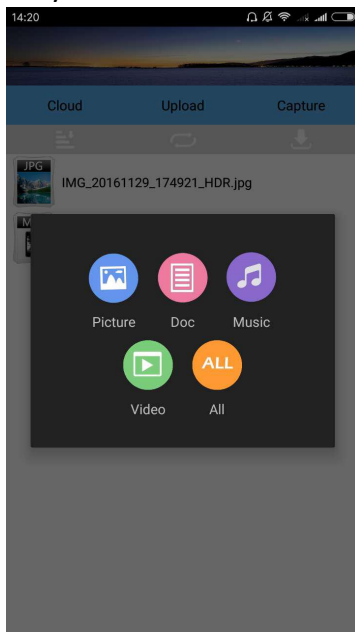 14:20
Cloud Upload Capture
JPG
IMG_20161129_174921_HDR.jpg
M
Picture Doc Music
ALL
Video All